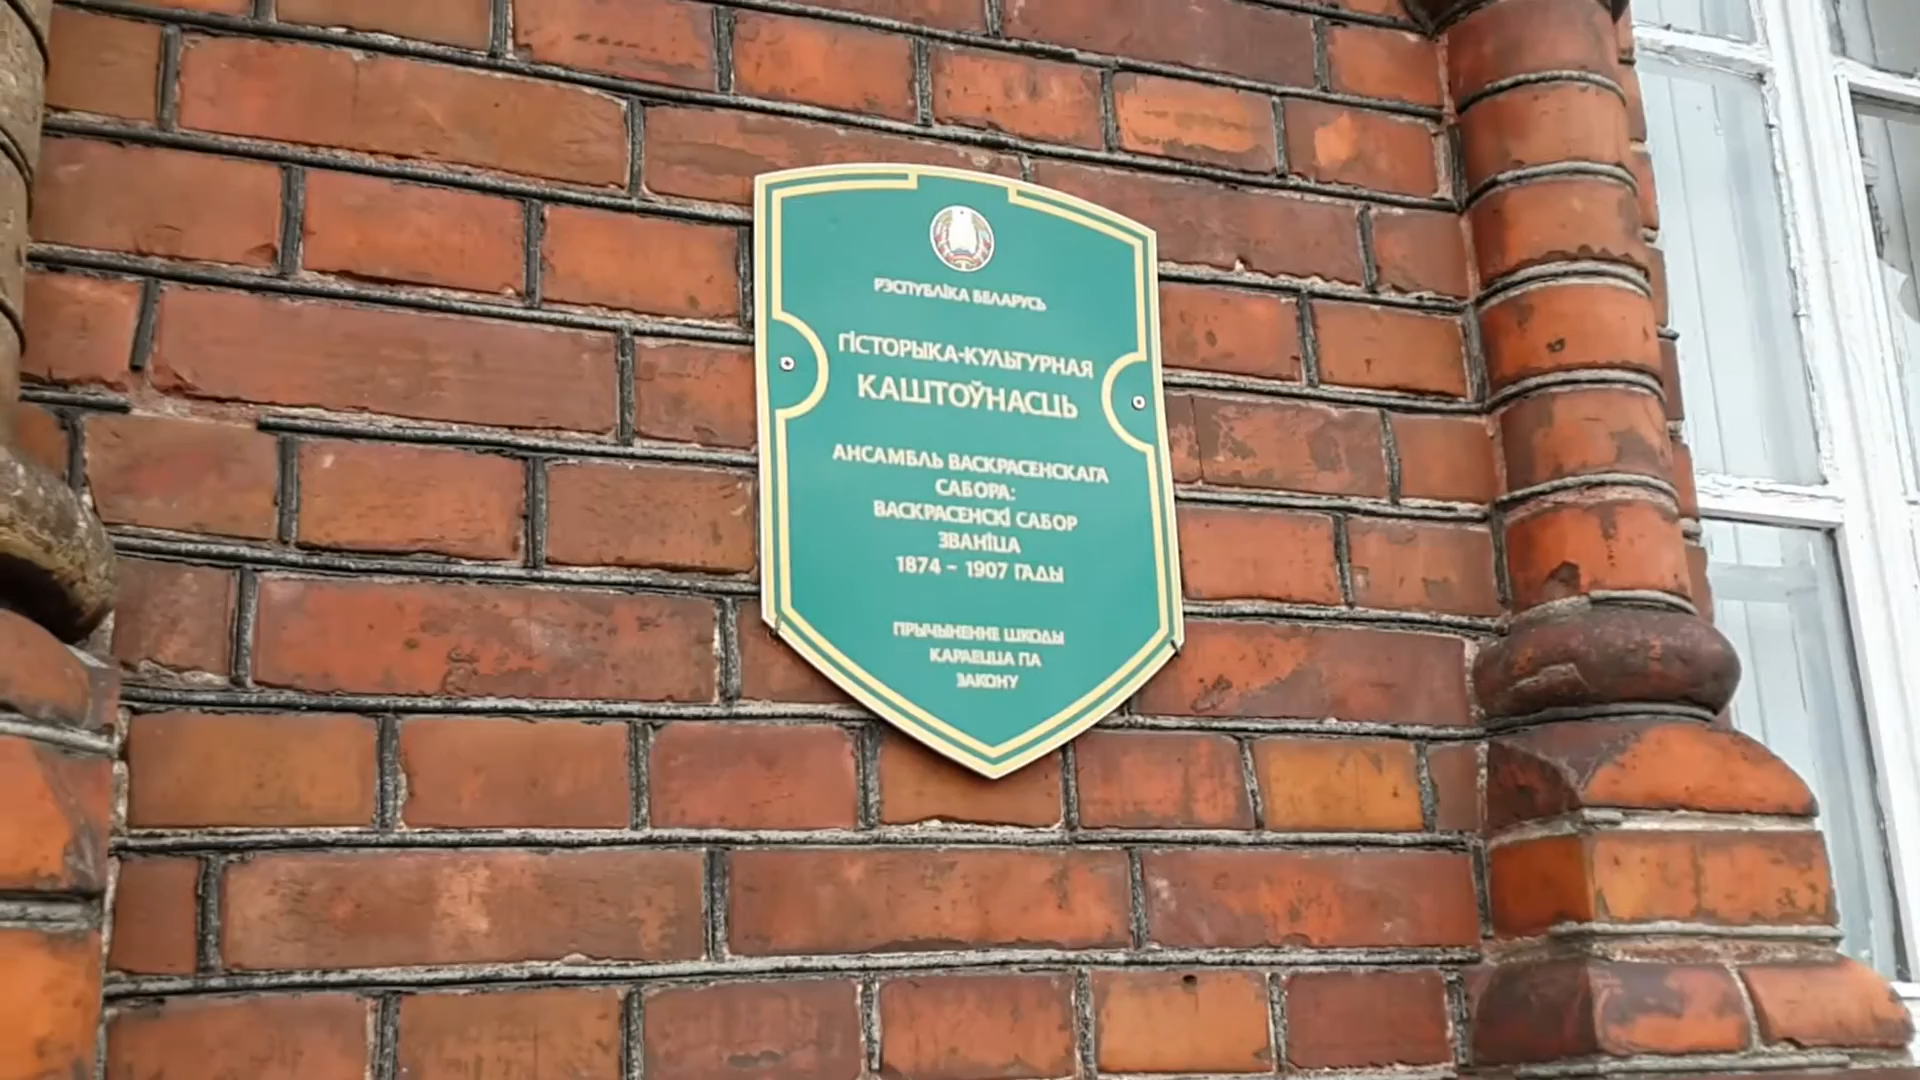 РЭСПУБЛІКА БЕЛАРУСЬ
ГІСТОРЫКА-КУЛЬТУРНАЯ
КАШТОЎНАСЦЬ
АНСАМБЛЬ ВАСКРАСЕНСКАГА
САБОРА:
ВАСКРАСЕНСКІ САБОР
ЗВАНІЦА
1874 – 1907 ГАДЫ
ПРЫЧЫНЕННЕ ШКОДЫ
КАРАЕЦЦА ПА
ЗАКОНУ